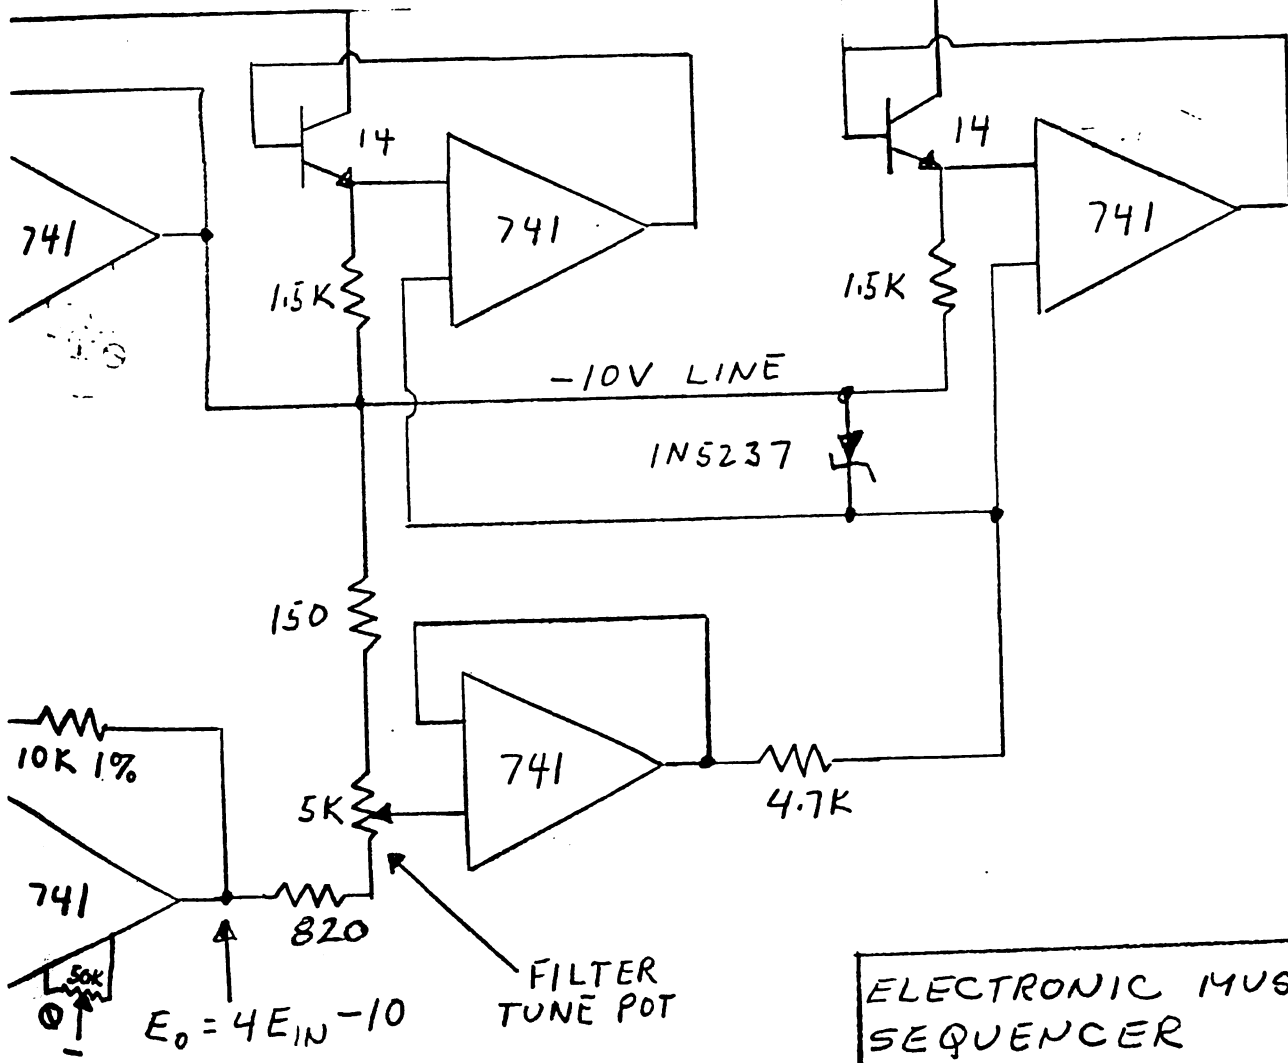 14
14
741
741
741
1.5K
1.5K
-10V LINE
1N5237
150
10K 1%
5K
741
4.7K
741
820
50K
E₀ = 4E_IN -10
FILTER
TUNE POT
ELECTRONIC MUS
SEQUENCER